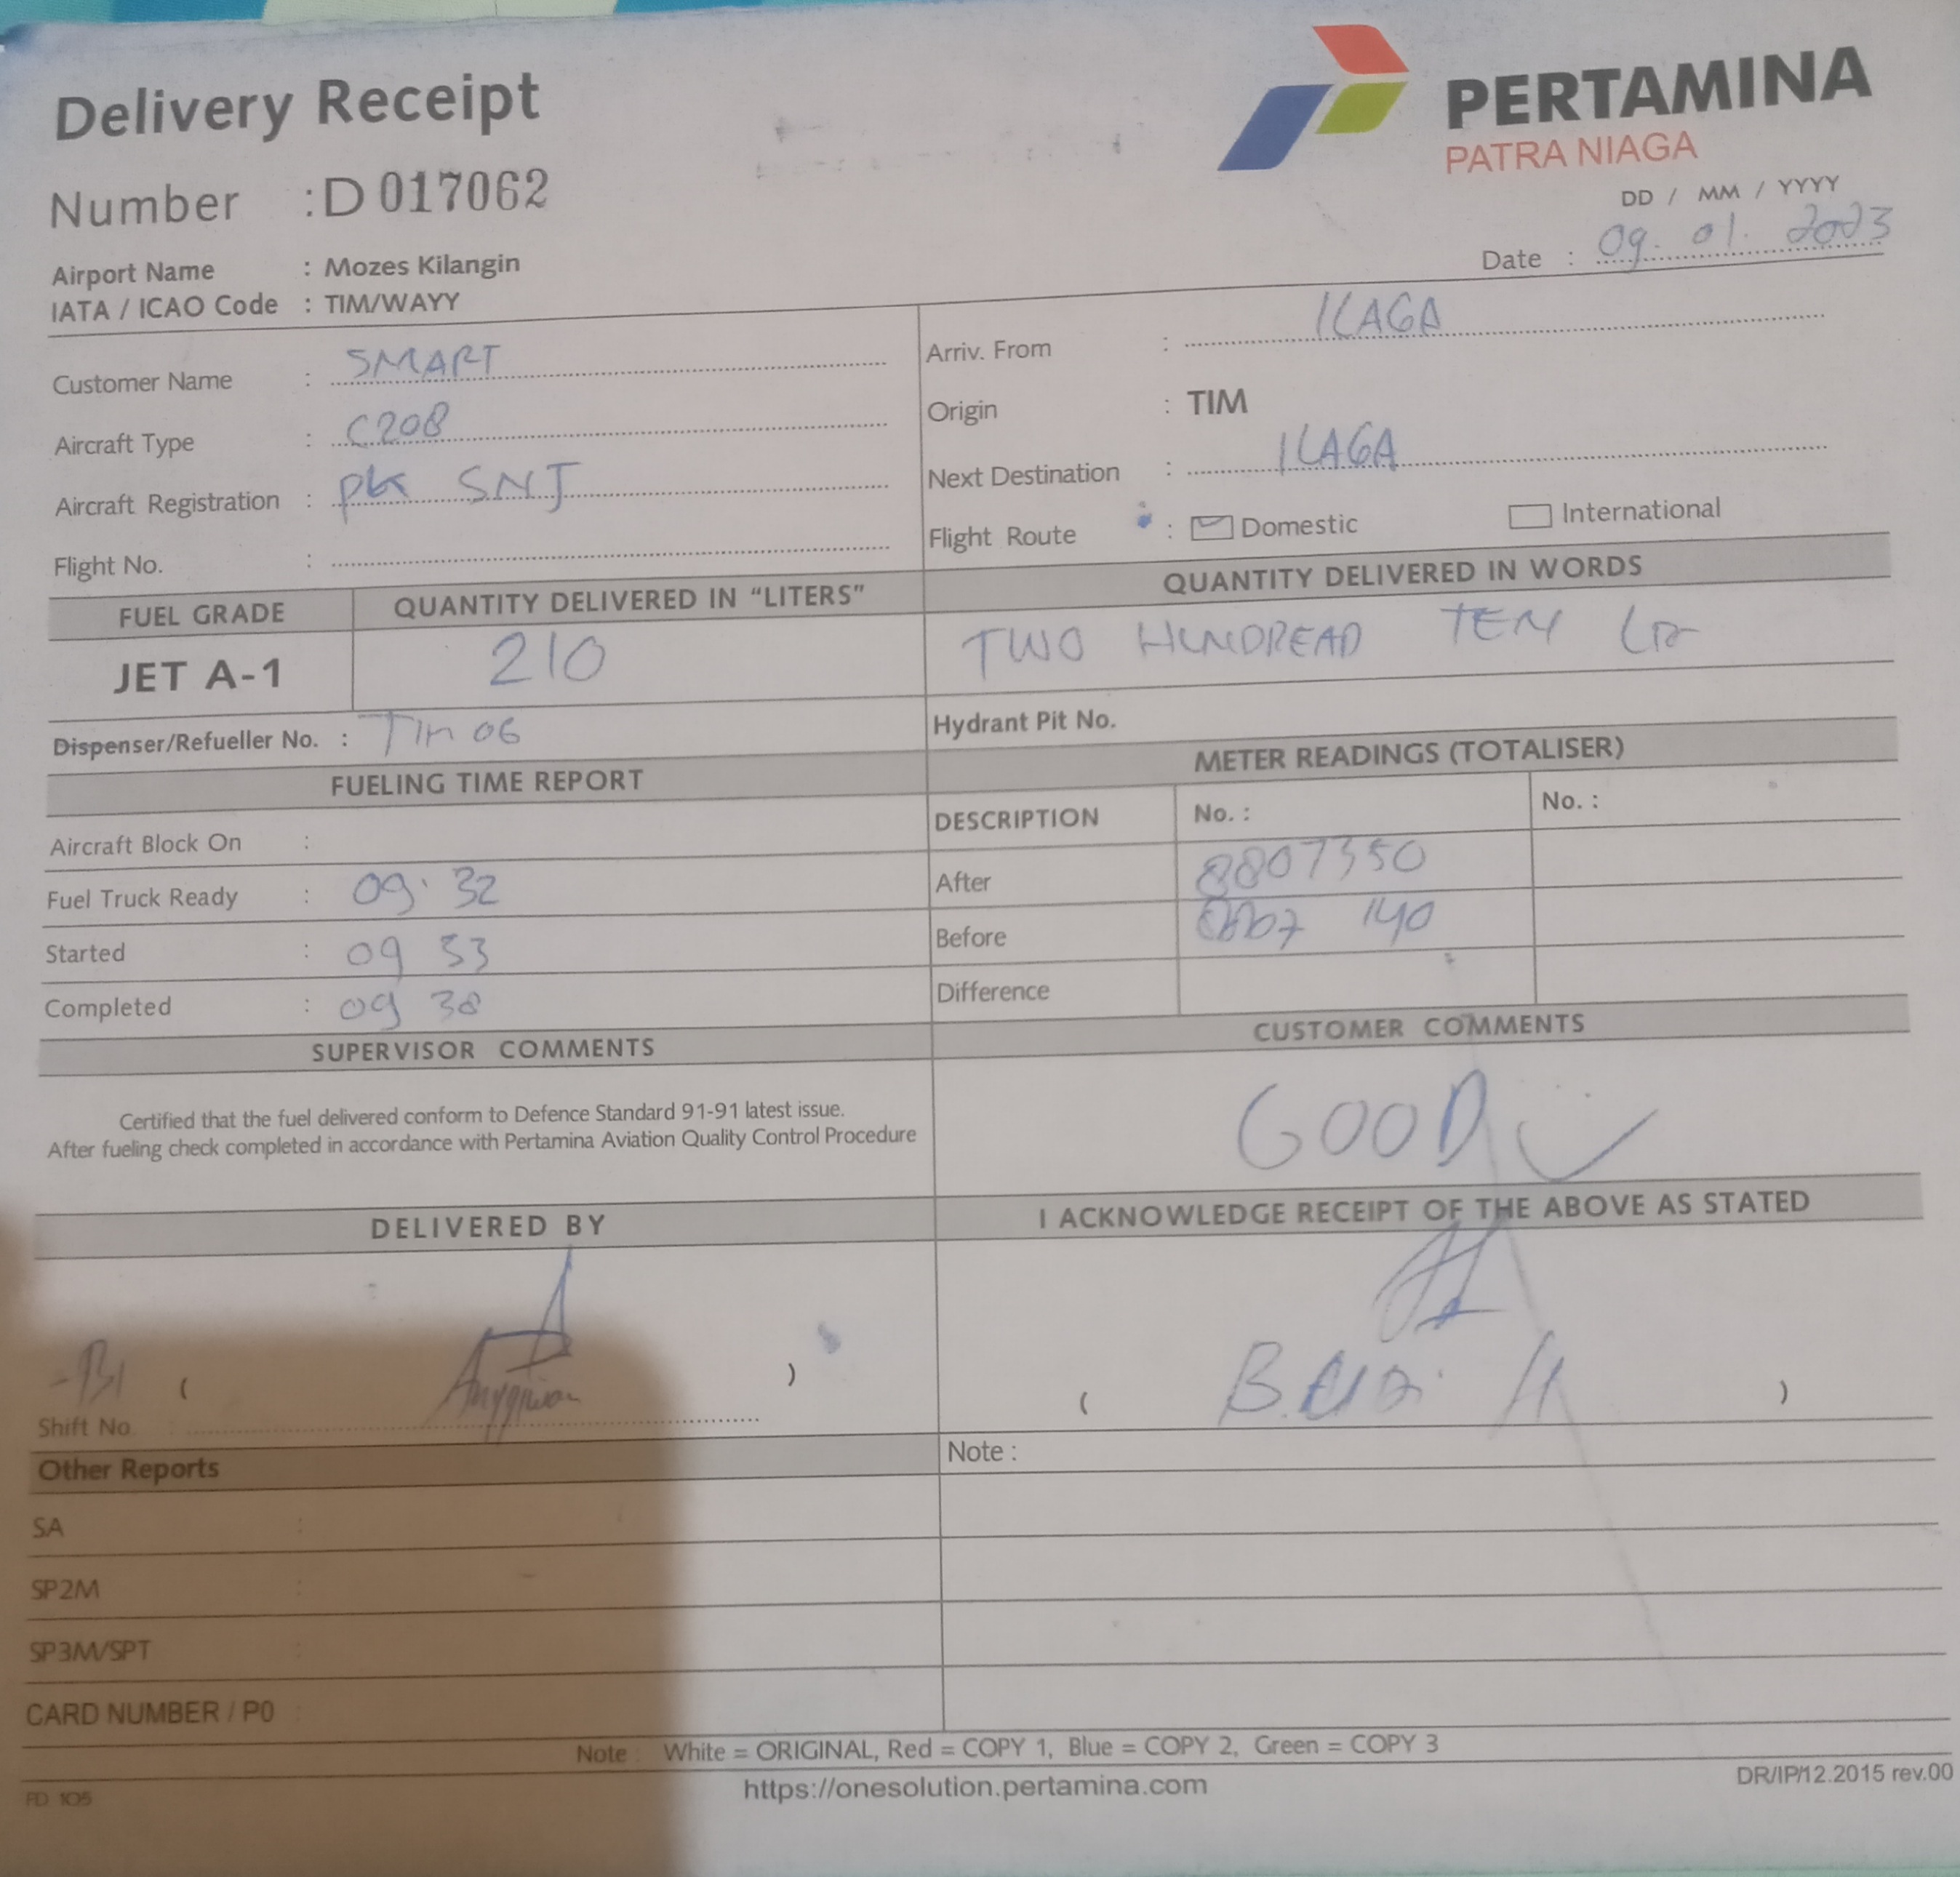 Delivery Receipt
PERTAMINA
PATRA NIAGA
Number : D 017062
DD / MM / YYYY
Date : 09. 01. 2023
Airport Name : Mozes Kilangin
IATA / ICAO Code : TIM/WAYY
Customer Name : SMART
Aircraft Type : C208
Aircraft Registration : PK SNJ
Flight No. :
Arriv. From : ILAGA
Origin : TIM
Next Destination : ILAGA
Flight Route : Domestic International
FUEL GRADE QUANTITY DELIVERED IN "LITERS" QUANTITY DELIVERED IN WORDS
JET A-1 210 TWO HUNDREAD TEN
Dispenser/Refueller No. : TIM 06 Hydrant Pit No.
FUELING TIME REPORT
Aircraft Block On :
Fuel Truck Ready : 09. 32
Started : 09 33
Completed : 09 38
METER READINGS (TOTALISER)
DESCRIPTION No. : No. :
After 8807350
Before 8807 140
Difference
SUPERVISOR COMMENTS
Certified that the fuel delivered conform to Defence Standard 91-91 latest issue.
After fueling check completed in accordance with Pertamina Aviation Quality Control Procedure
CUSTOMER COMMENTS
GOOD
DELIVERED BY
( )
Shift No.
I ACKNOWLEDGE RECEIPT OF THE ABOVE AS STATED
( )
Other Reports
SA :
SP2M :
SP3M/SPT :
CARD NUMBER / P0 :
Note :
Note : White = ORIGINAL, Red = COPY 1, Blue = COPY 2, Green = COPY 3
FD 105
https://onesolution.pertamina.com
DR/IP/12.2015 rev.00